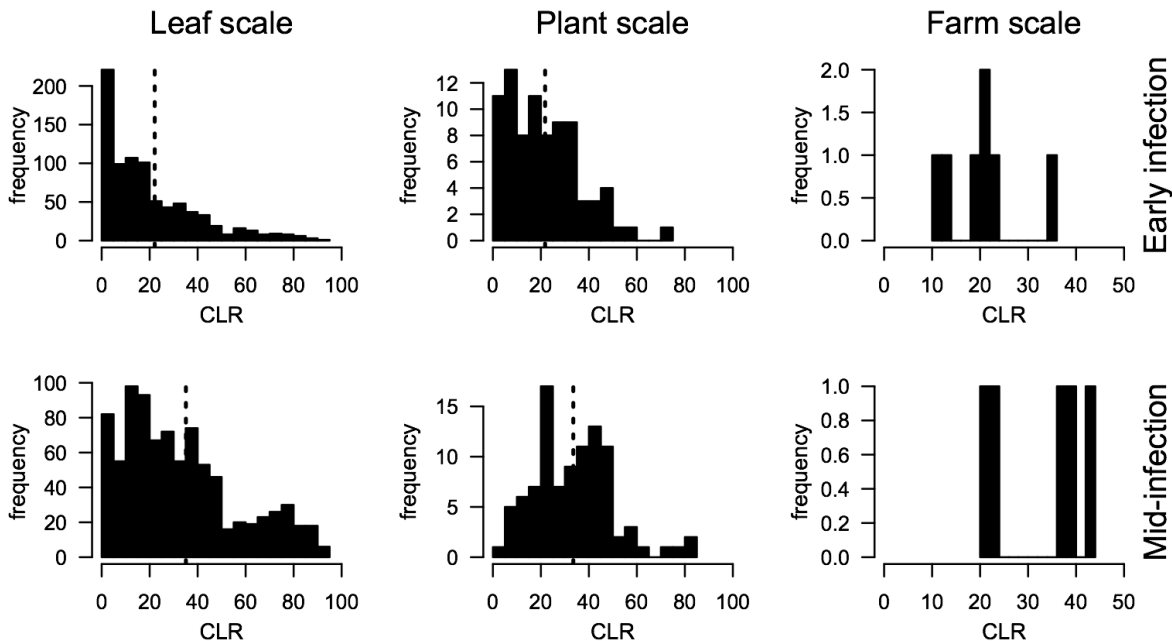 Leaf scale
Plant scale
Farm scale
Early infection
frequency
200
150
100
50
0
0 20 40 60 80 100
CLR
frequency
12
10
8
6
4
2
0
0 20 40 60 80 100
CLR
frequency
2.0
1.5
1.0
0.5
0.0
0 10 20 30 40 50
CLR
Mid-infection
frequency
100
80
60
40
20
0
0 20 40 60 80 100
CLR
frequency
15
10
5
0
0 20 40 60 80 100
CLR
frequency
1.0
0.8
0.6
0.4
0.2
0.0
0 10 20 30 40 50
CLR